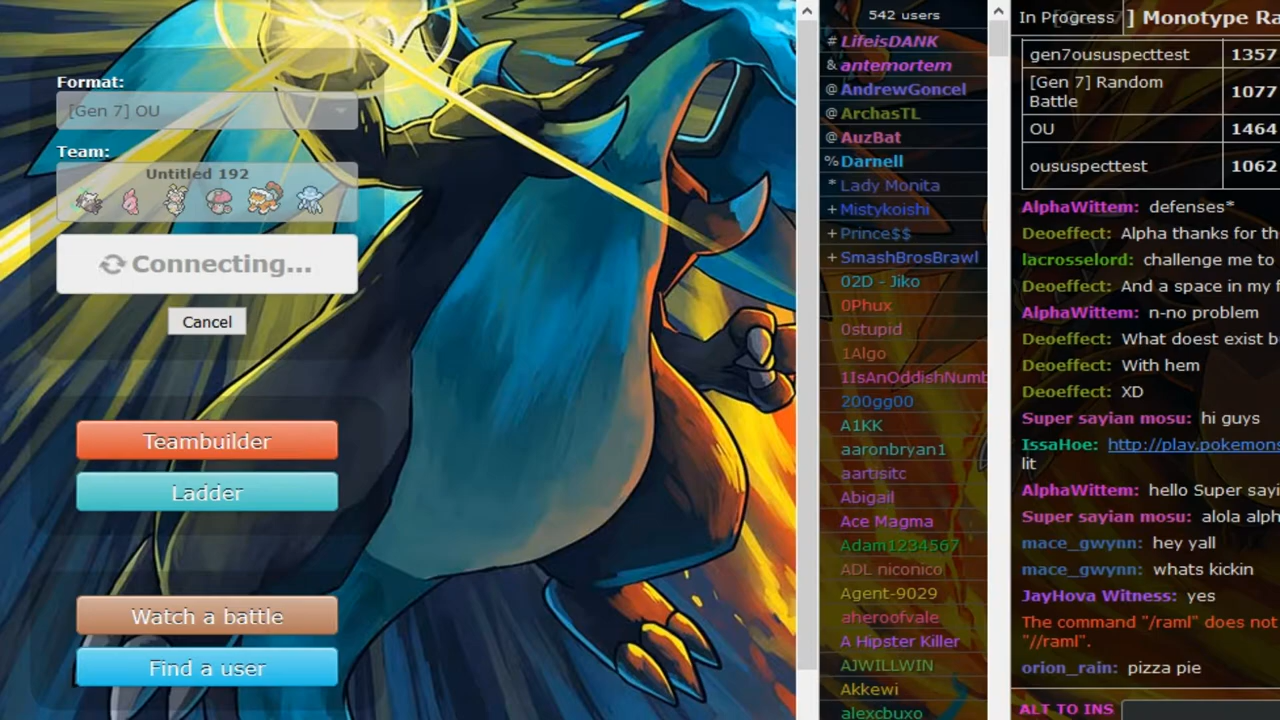 Format:
[Gen 7] OU
Team:
Untitled 192
Connecting...
Cancel
Teambuilder
Ladder
Watch a battle
Find a user
542 users
# LifeisDANK
& antemortem
@ AndrewGoncel
@ ArchasTL
@ AuzBat
% Darnell
* Lady Monita
+ Mistykoishi
+ Prince$$
+ SmashBrosBrawl
02D - Jiko
0Phux
0stupid
1Algo
1IsAnOddishNumb
200gg00
A1KK
aaronbryan1
aartisitc
Abigail
Ace Magma
Adam1234567
ADL niconico
Agent-9029
aheroofvale
A Hipster Killer
AJWILLWIN
Akkewi
alexcbuxo
In Progress ] Monotype Ra
gen7oususpecttest 1357
[Gen 7] Random
Battle 1077
OU 1464
oususpecttest 1062
AlphaWittem: defenses*
Deoeffect: Alpha thanks for th
lacrosselord: challenge me to
Deoeffect: And a space in my f
AlphaWittem: n-no problem
Deoeffect: What doest exist b
Deoeffect: With hem
Deoeffect: XD
Super sayian mosu: hi guys
IssaHoe: http://play.pokemons
lit
AlphaWittem: hello Super sayi
Super sayian mosu: alola alph
mace_gwynn: hey yall
mace_gwynn: whats kickin
JayHova Witness: yes
The command "/raml" does not
"//raml".
orion_rain: pizza pie
ALT TO INS